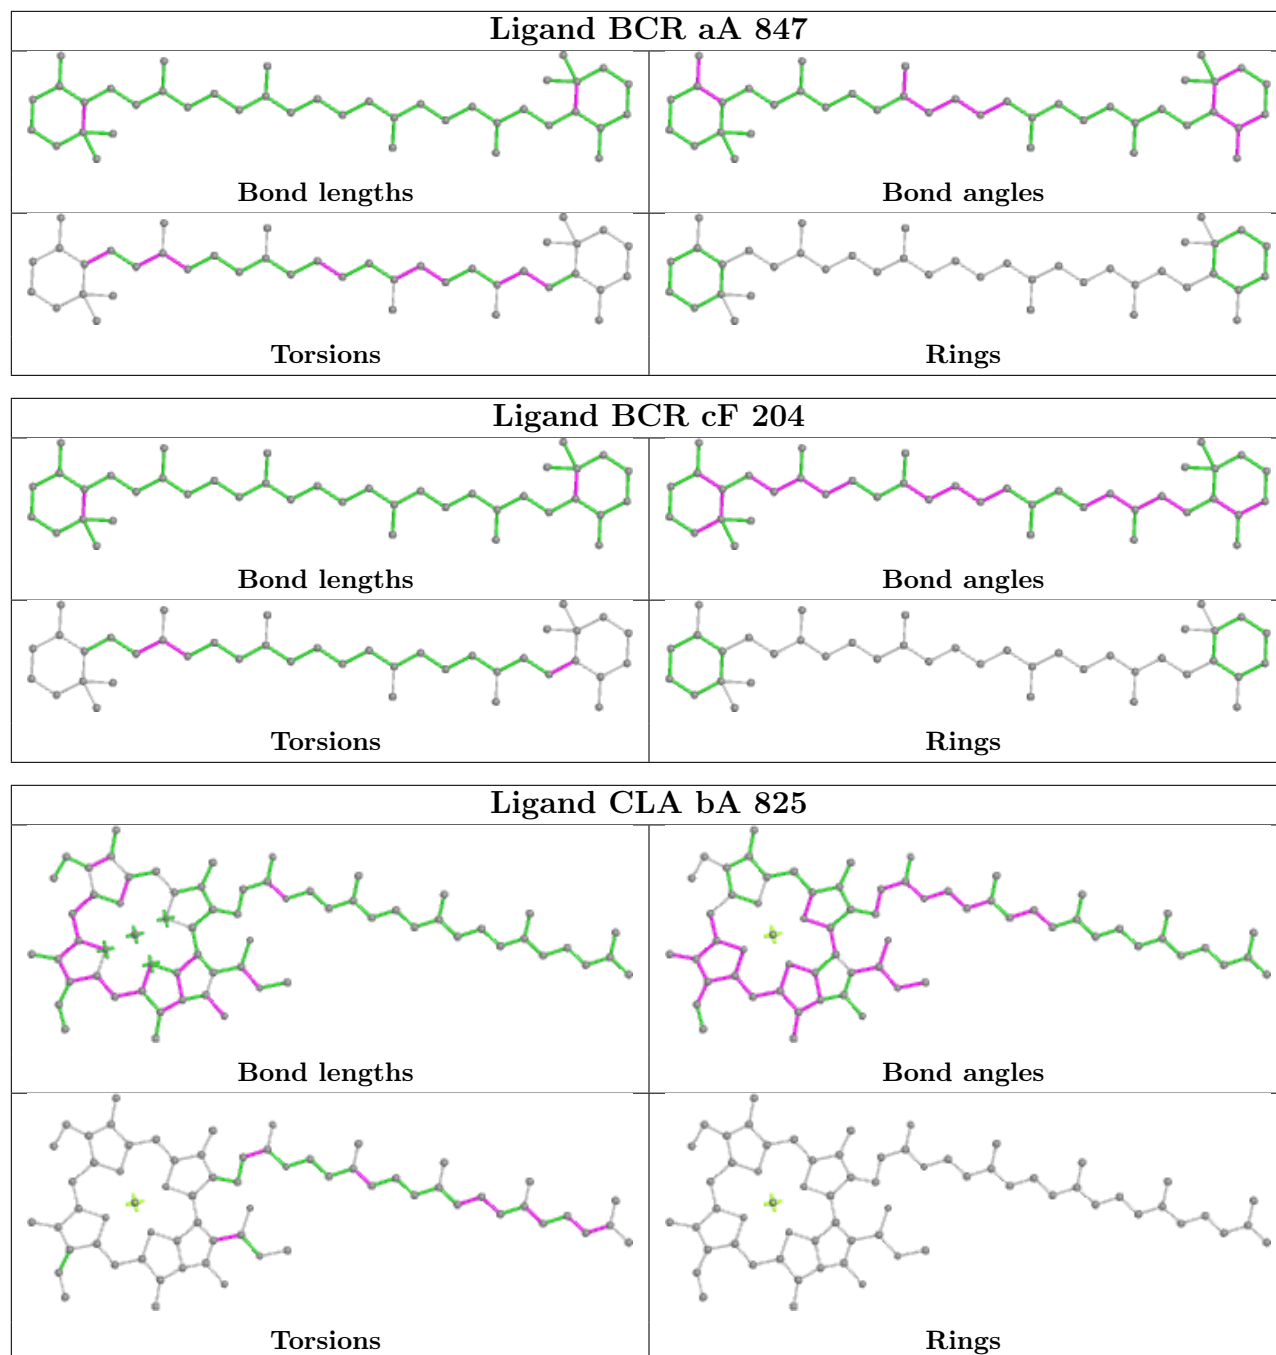 Ligand BCR aA 847
Bond lengths
Bond angles
Torsions
Rings
Ligand BCR cF 204
Bond lengths
Bond angles
Torsions
Rings
Ligand CLA bA 825
Bond lengths
Bond angles
Torsions
Rings